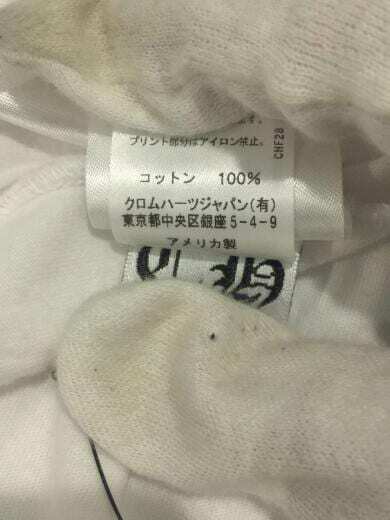 プリント部分はアイロン禁止。
コットン 100%
クロムハーツジャパン(有)
東京都中央区銀座5-4-9
アメリカ製
CHF28